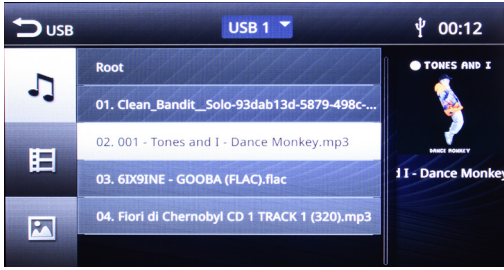 USB
USB 1
00:12
Root
01. Clean_Bandit__Solo-93dab13d-5879-498c-...
02. 001 - Tones and I - Dance Monkey.mp3
03. 6IX9INE - GOOBA (FLAC).flac
04. Fiori di Chernobyl CD 1 TRACK 1 (320).mp3
TONES AND I
DANCE MONKEY
d I - Dance Monkey